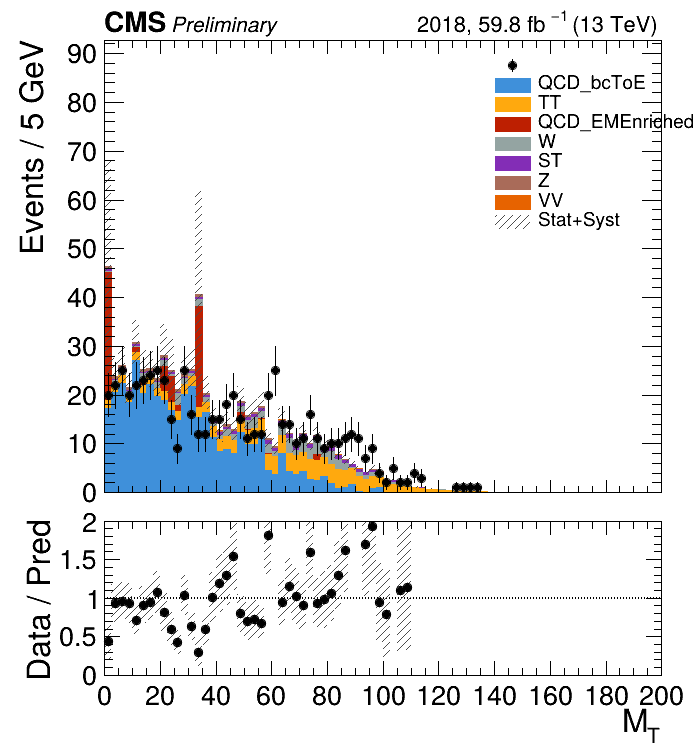 CMS Preliminary 2018, 59.8 fb⁻¹ (13 TeV)
Events / 5 GeV
90
80
70
60
50
40
30
20
10
0
QCD_bcToE
TT
QCD_EMEnriched
W
ST
Z
VV
Stat+Syst
Data / Pred
2
1.5
1
0.5
0
0 20 40 60 80 100 120 140 160 180 200
M_T